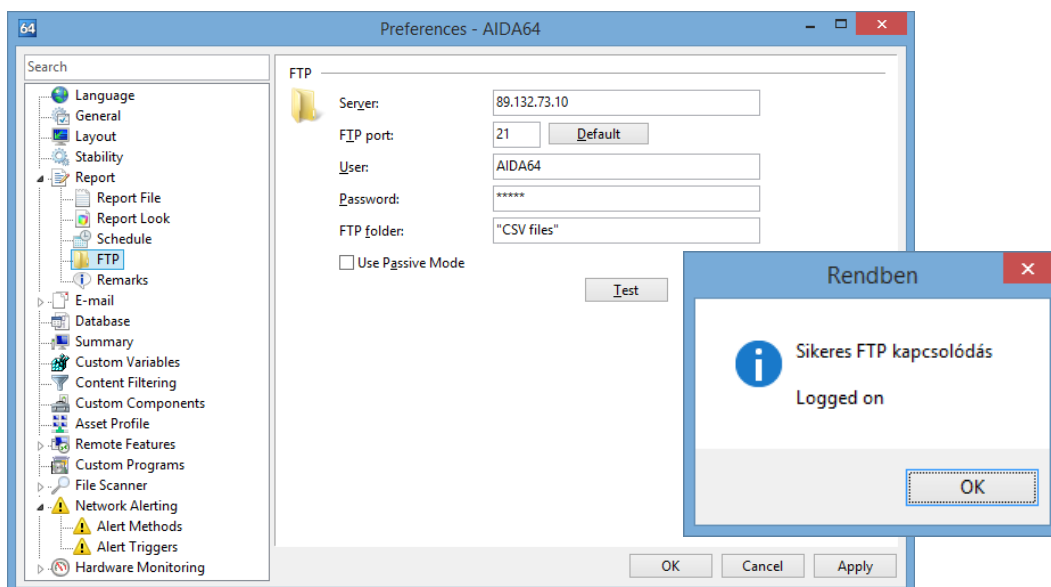 64
Preferences - AIDA64
Search
Language
General
Layout
Stability
Report
Report File
Report Look
Schedule
FTP
Remarks
E-mail
Database
Summary
Custom Variables
Content Filtering
Custom Components
Asset Profile
Remote Features
Custom Programs
File Scanner
Network Alerting
Alert Methods
Alert Triggers
Hardware Monitoring
FTP
Server: 89.132.73.10
FTP port: 21 Default
User: AIDA64
Password: *****
FTP folder: "CSV files"
Use Passive Mode
Test
OK Cancel Apply
Rendben
Sikeres FTP kapcsolódás
Logged on
OK